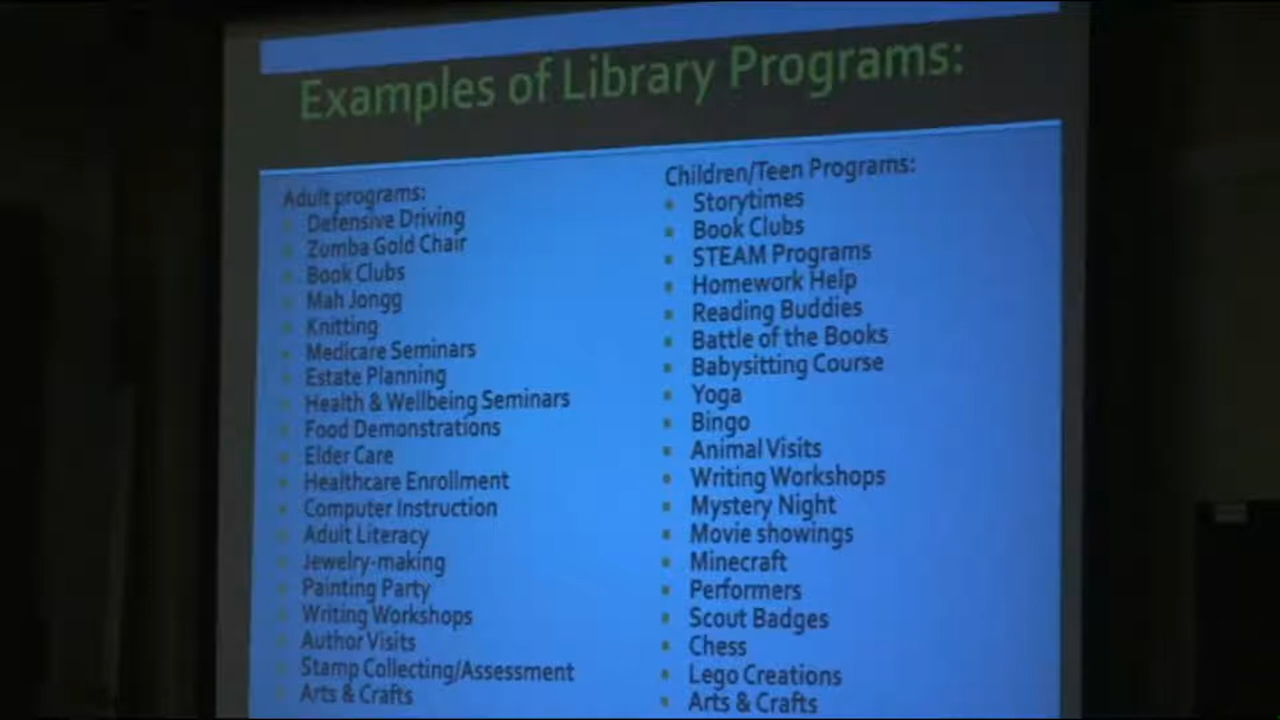 Examples of Library Programs:
Adult programs:
Defensive Driving
Zumba Gold Chair
Book Clubs
Mah Jongg
Knitting
Medicare Seminars
Estate Planning
Health & Wellbeing Seminars
Food Demonstrations
Elder Care
Healthcare Enrollment
Computer Instruction
Adult Literacy
Jewelry-making
Painting Party
Writing Workshops
Author Visits
Stamp Collecting/Assessment
Arts & Crafts
Children/Teen Programs:
Storytimes
Book Clubs
STEAM Programs
Homework Help
Reading Buddies
Battle of the Books
Babysitting Course
Yoga
Bingo
Animal Visits
Writing Workshops
Mystery Night
Movie showings
Minecraft
Performers
Scout Badges
Chess
Lego Creations
Arts & Crafts